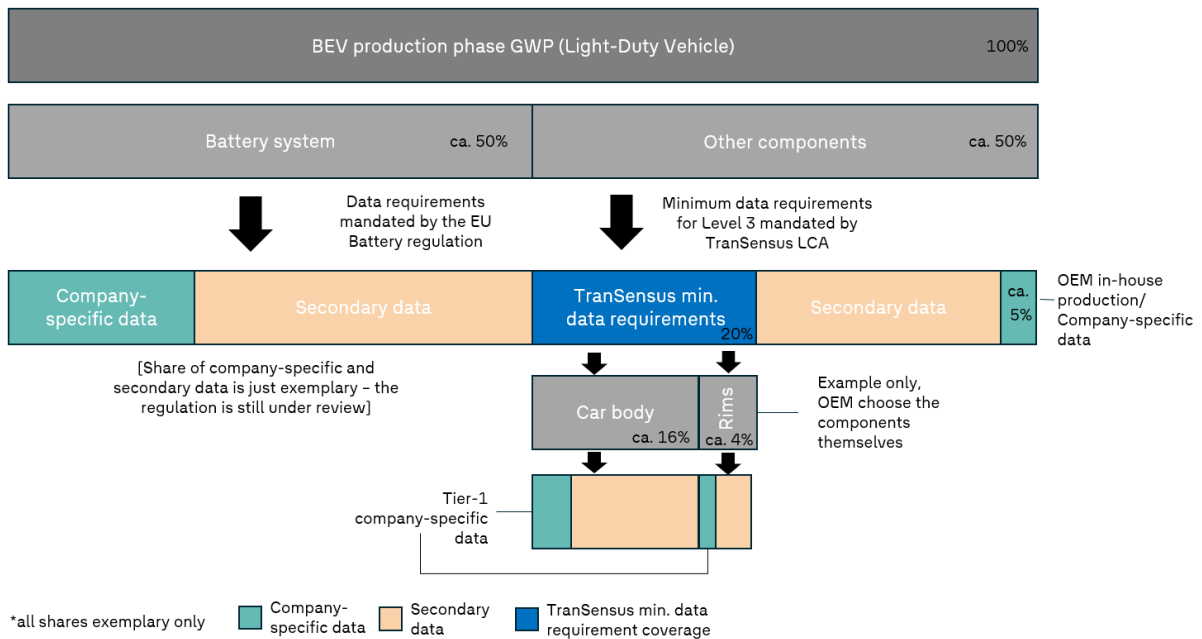 BEV production phase GWP (Light-Duty Vehicle)
100%
Battery system
ca. 50%
Other components
ca. 50%
Data requirements
mandated by the EU
Battery regulation
Minimum data requirements
for Level 3 mandated by
TranSensus LCA
Company-
specific data
Secondary data
TranSensus min.
data requirements
20%
Secondary data
ca.
5%
OEM in-house
production/
Company-specific
data
[Share of company-specific and
secondary data is just exemplary – the
regulation is still under review]
Car body
ca. 16%
Rims
ca. 4%
Example only,
OEM choose the
components
themselves
Tier-1
company-specific
data
*all shares exemplary only
Company-
specific data
Secondary
data
TranSensus min. data
requirement coverage